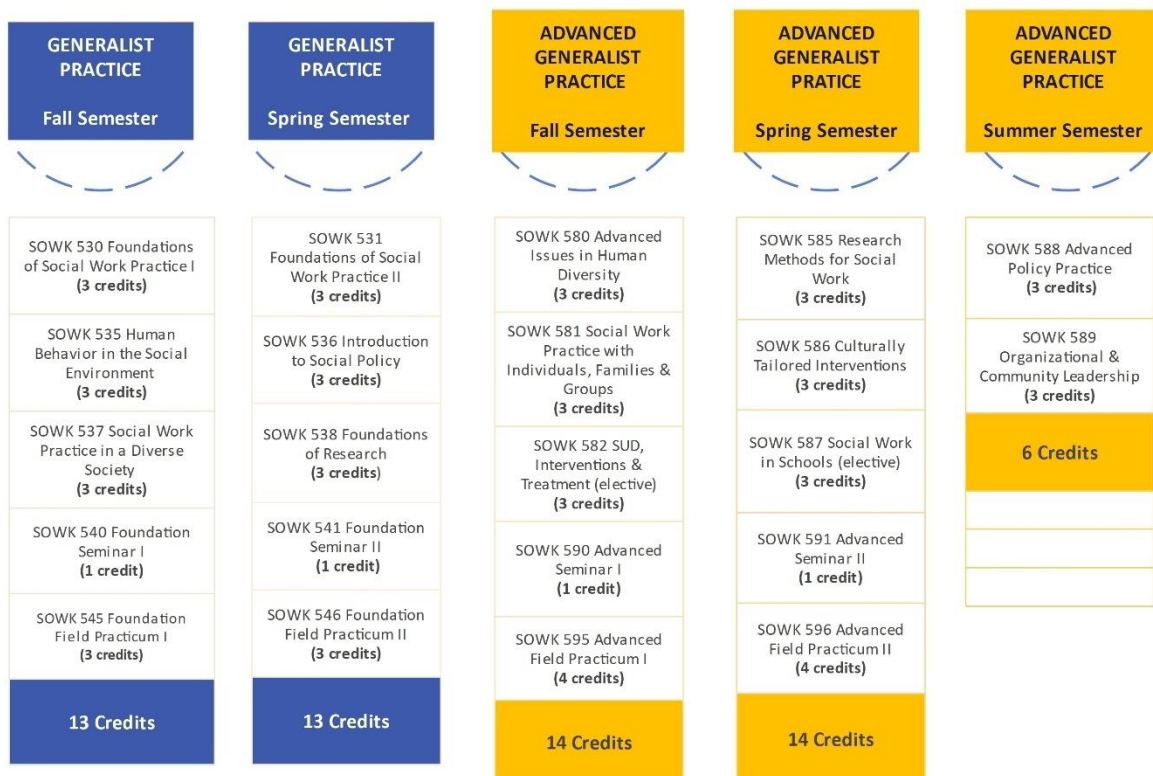 GENERALIST
PRACTICE
Fall Semester
SOWK 530 Foundations
of Social Work Practice I
(3 credits)
SOWK 535 Human
Behavior in the Social
Environment
(3 credits)
SOWK 537 Social Work
Practice in a Diverse
Society
(3 credits)
SOWK 540 Foundation
Seminar I
(1 credit)
SOWK 545 Foundation
Field Practicum I
(3 credits)
13 Credits
GENERALIST
PRACTICE
Spring Semester
SOWK 531
Foundations of Social
Work Practice II
(3 credits)
SOWK 536 Introduction
to Social Policy
(3 credits)
SOWK 538 Foundations
of Research
(3 credits)
SOWK 541 Foundation
Seminar II
(1 credit)
SOWK 546 Foundation
Field Practicum II
(3 credits)
13 Credits
ADVANCED
GENERALIST
PRACTICE
Fall Semester
SOWK 580 Advanced
Issues in Human
Diversity
(3 credits)
SOWK 581 Social Work
Practice with
Individuals, Families &
Groups
(3 credits)
SOWK 582 SUD,
Interventions &
Treatment (elective)
(3 credits)
SOWK 590 Advanced
Seminar I
(1 credit)
SOWK 595 Advanced
Field Practicum I
(4 credits)
14 Credits
ADVANCED
GENERALIST
PRATICE
Spring Semester
SOWK 585 Research
Methods for Social
Work
(3 credits)
SOWK 586 Culturally
Tailored Interventions
(3 credits)
SOWK 587 Social Work
in Schools (elective)
(3 credits)
SOWK 591 Advanced
Seminar II
(1 credit)
SOWK 596 Advanced
Field Practicum II
(4 credits)
14 Credits
ADVANCED
GENERALIST
PRACTICE
Summer Semester
SOWK 588 Advanced
Policy Practice
(3 credits)
SOWK 589
Organizational &
Community Leadership
(3 credits)
6 Credits